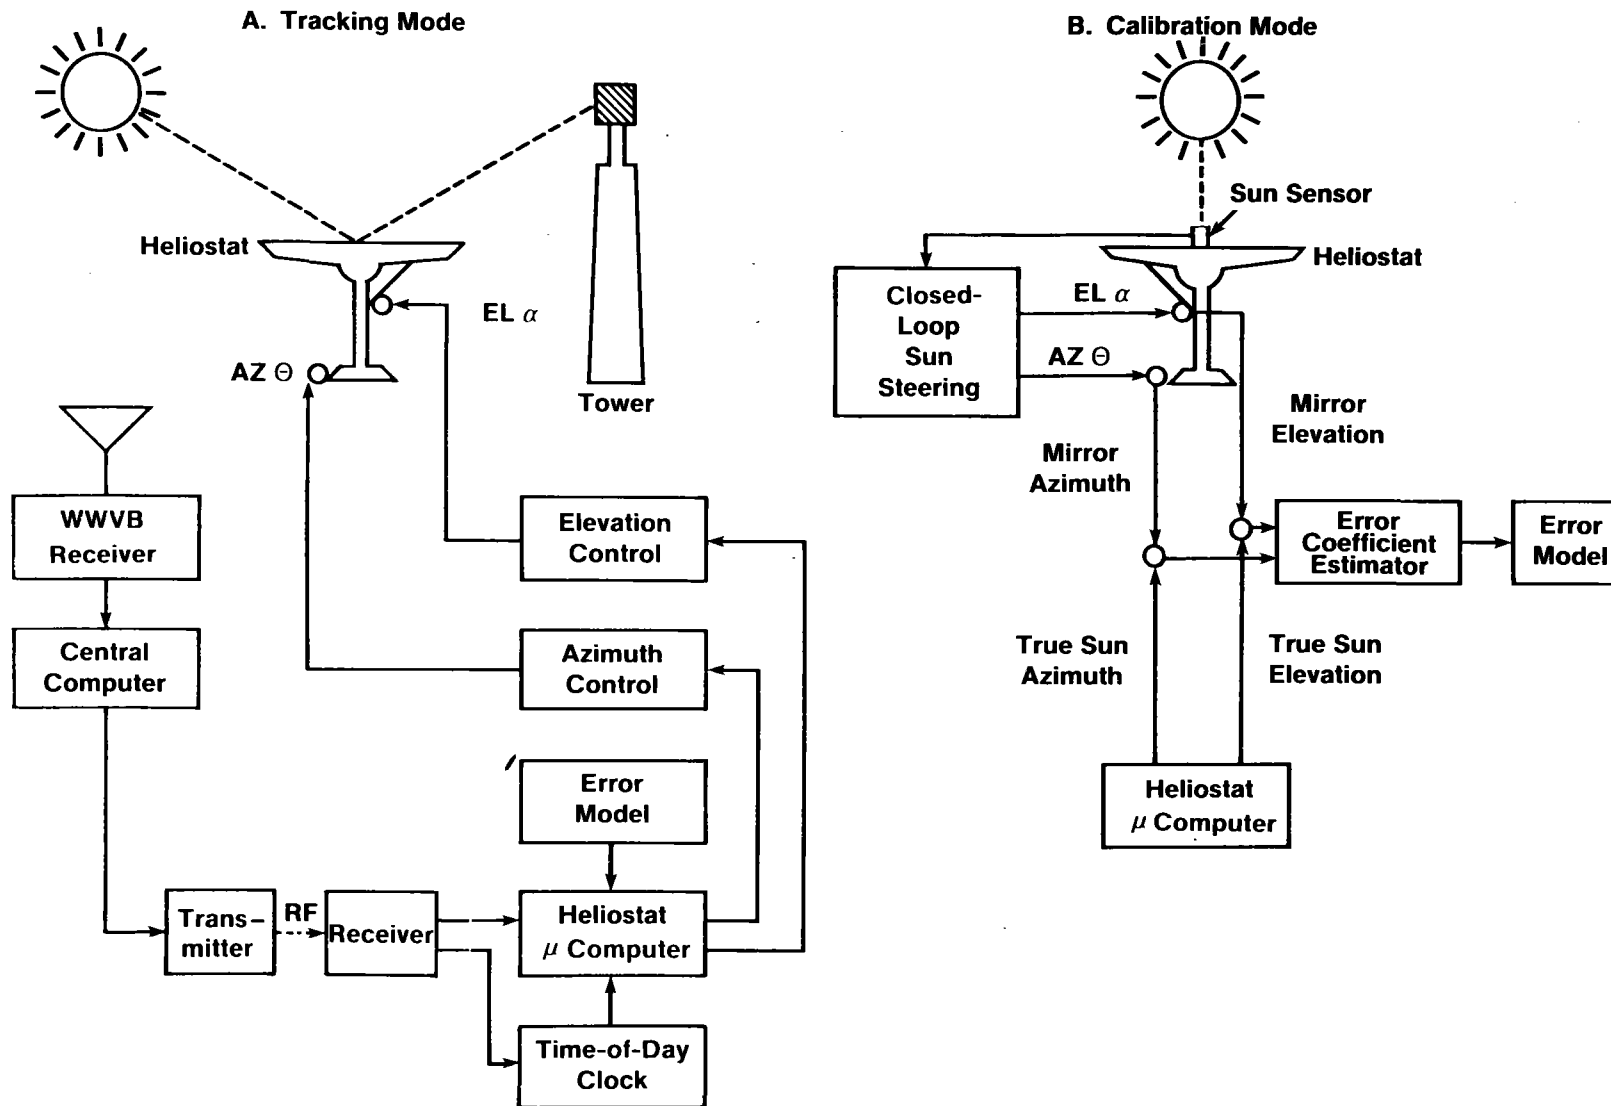 A. Tracking Mode
Heliostat
EL α
AZ Θ
Tower
WWVB
Receiver
Central
Computer
Elevation
Control
Azimuth
Control
Error
Model
Trans-
mitter
RF
Receiver
Heliostat
μ Computer
Time-of-Day
Clock
B. Calibration Mode
Sun Sensor
Heliostat
Closed-
Loop
Sun
Steering
EL α
AZ Θ
Mirror
Elevation
Mirror
Azimuth
Error
Coefficient
Estimator
Error
Model
True Sun
Azimuth
True Sun
Elevation
Heliostat
μ Computer